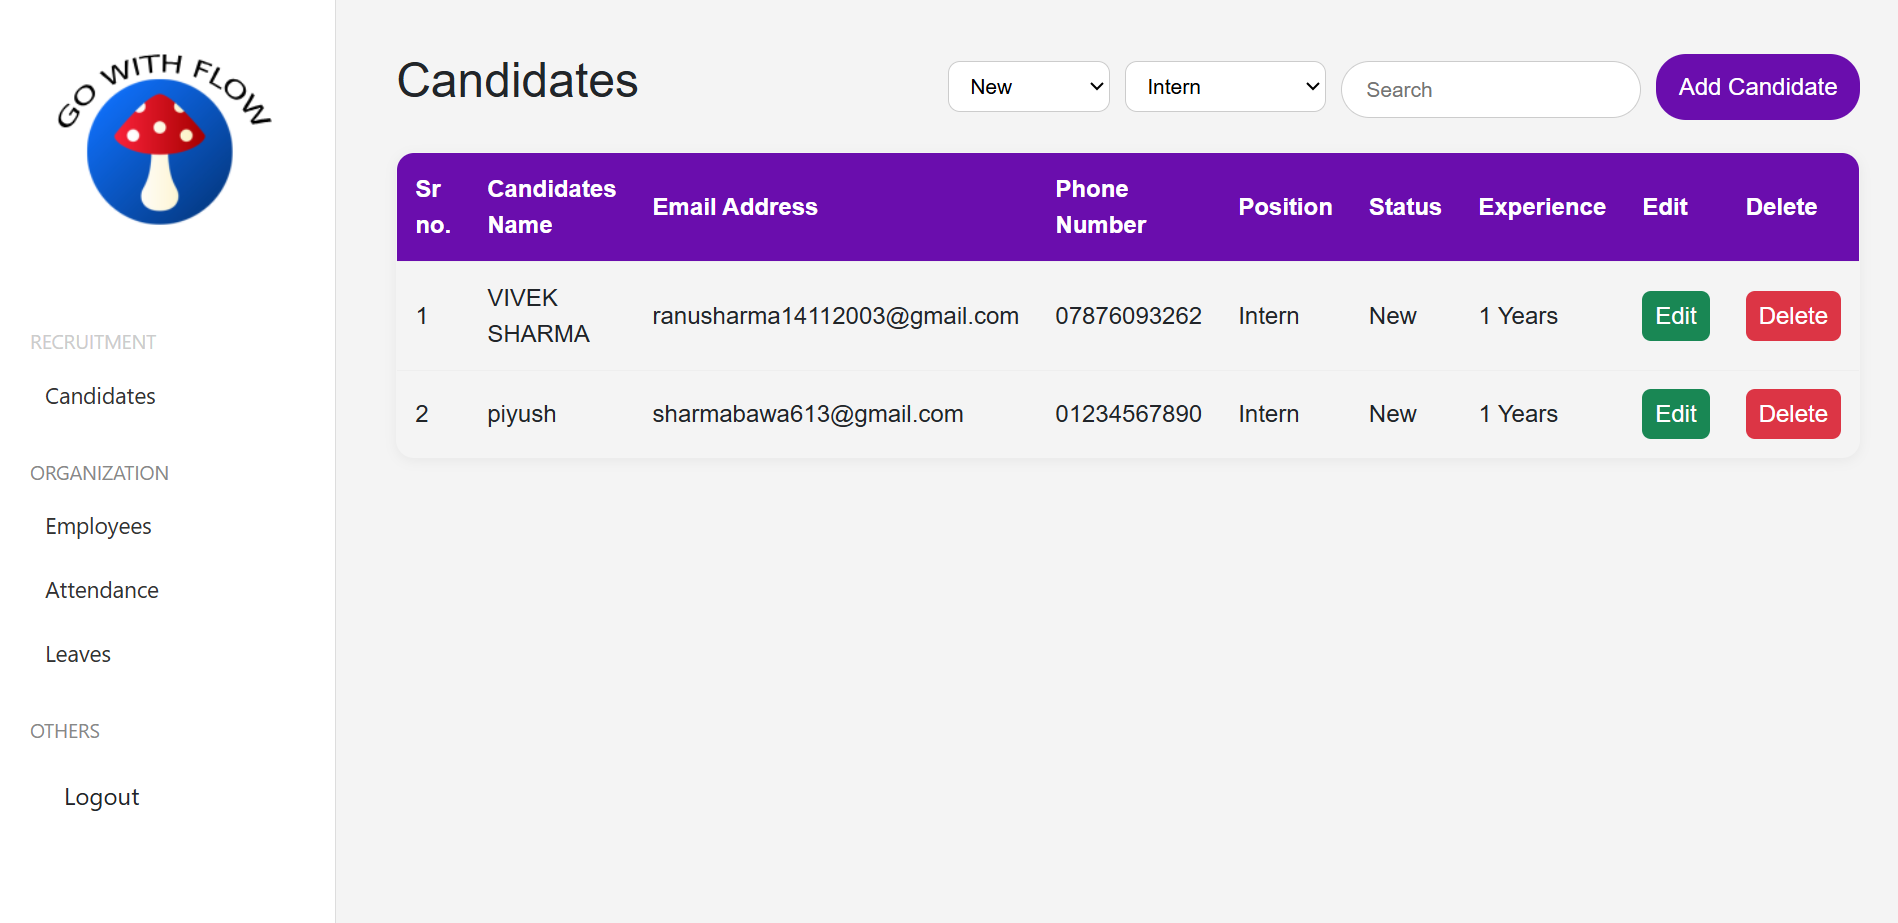 GO WITH FLOW
RECRUITMENT
Candidates
ORGANIZATION
Employees
Attendance
Leaves
OTHERS
Logout
Candidates
New
Intern
Search
Add Candidate
Sr no. Candidates Name Email Address Phone Number Position Status Experience Edit Delete
1 VIVEK SHARMA ranusharma14112003@gmail.com 07876093262 Intern New 1 Years Edit Delete
2 piyush sharmabawa613@gmail.com 01234567890 Intern New 1 Years Edit Delete